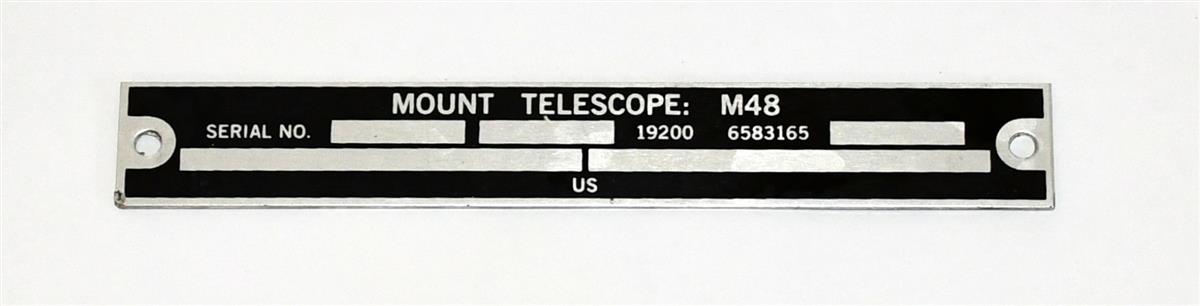 MOUNT TELESCOPE: M48
SERIAL NO. 19200 6583165
US